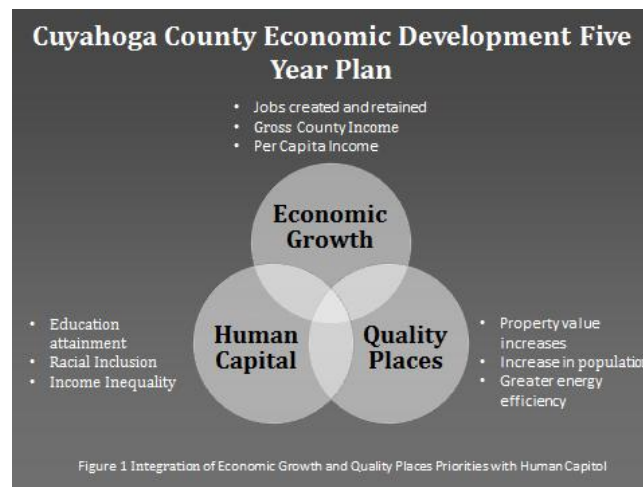 Cuyahoga County Economic Development Five
Year Plan
• Jobs created and retained
• Gross County Income
• Per Capita Income
Economic
Growth
• Education
attainment
• Racial Inclusion
• Income Inequality
Human
Capital
Quality
Places
• Property value
increases
• Increase in population
• Greater energy
efficiency
Figure 1 Integration of Economic Growth and Quality Places Priorities with Human Capitol